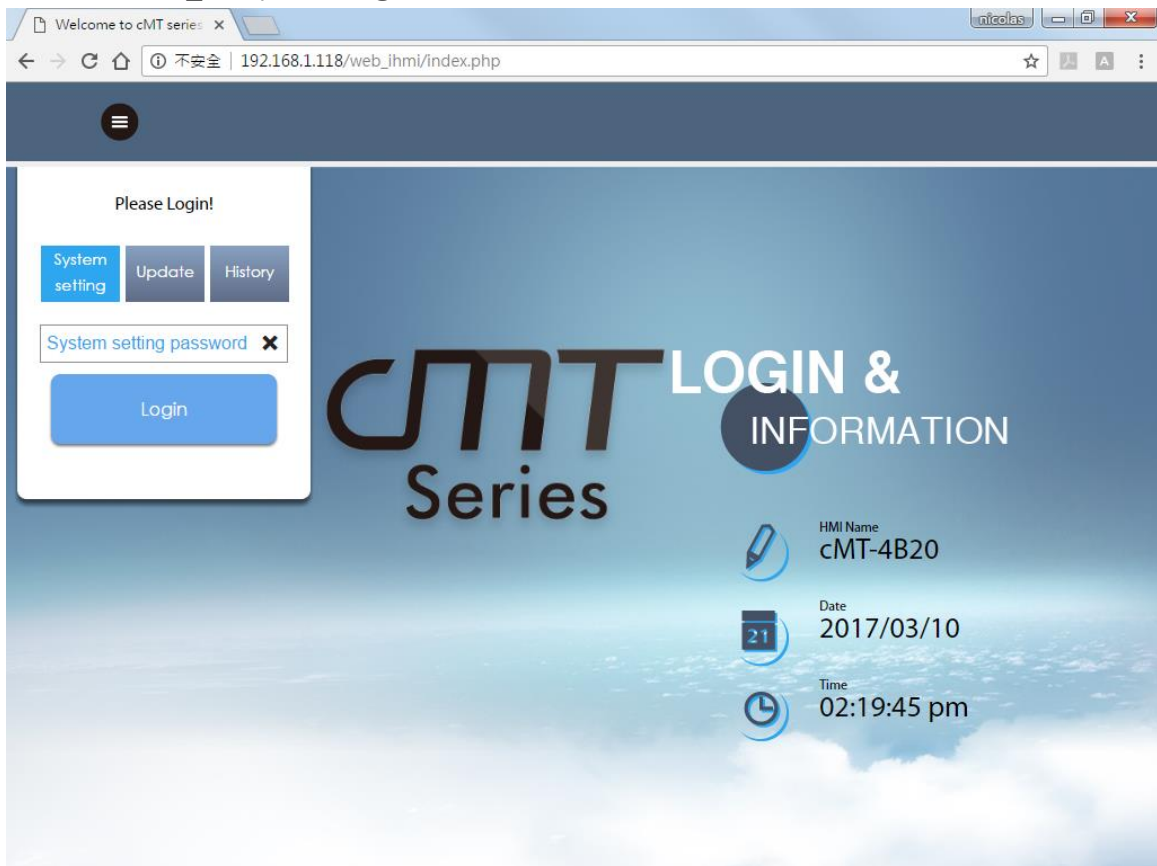 Welcome to cMT series
nicolas
不安全 | 192.168.1.118/web_ihmi/index.php
Please Login!
System setting
Update
History
System setting password
Login
cMT
Series
LOGIN &
INFORMATION
HMI Name
cMT-4B20
Date
21
2017/03/10
Time
02:19:45 pm